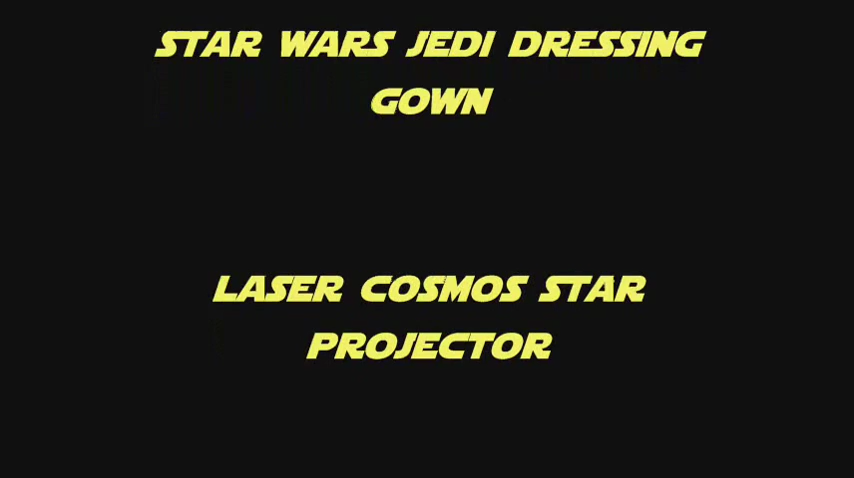 STAR WARS JEDI DRESSING
GOWN
LASER COSMOS STAR
PROJECTOR